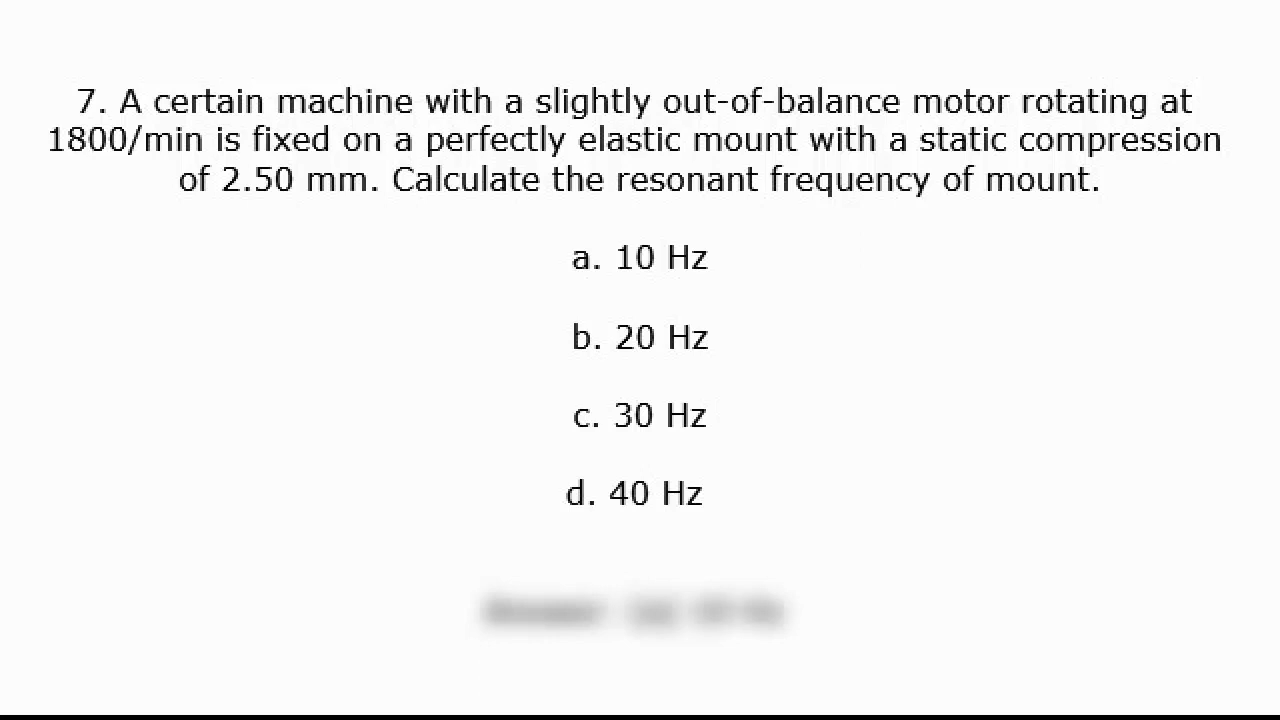 7. A certain machine with a slightly out-of-balance motor rotating at
1800/min is fixed on a perfectly elastic mount with a static compression
of 2.50 mm. Calculate the resonant frequency of mount.
a. 10 Hz
b. 20 Hz
c. 30 Hz
d. 40 Hz